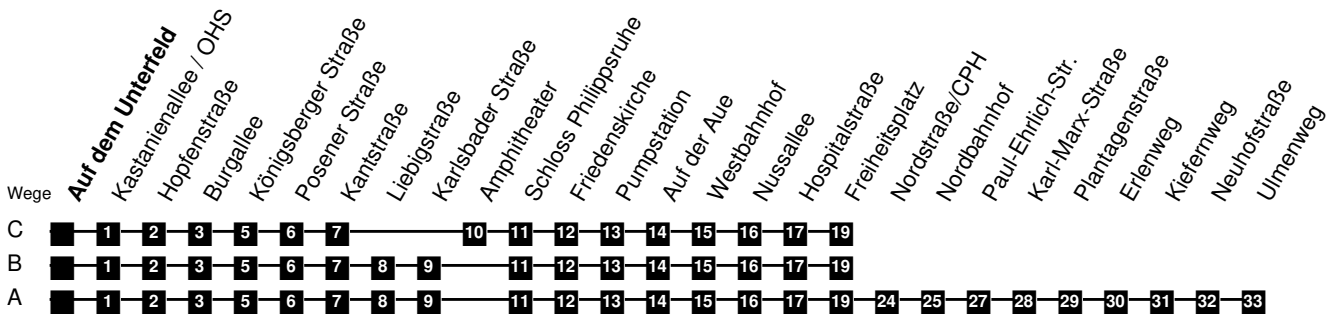 Auf dem Unterfeld
Kastanienallee / OHS
Hopfenstraße
Burgallee
Königsberger Straße
Posener Straße
Kantstraße
Liebigstraße
Karlsbader Straße
Amphitheater
Schloss Philippsruhe
Friedenskirche
Pumpstation
Auf der Aue
Westbahnhof
Nussallee
Hospitalstraße
Freiheitsplatz
Nordstraße/CPH
Nordbahnhof
Paul-Ehrlich-Str.
Karl-Marx-Straße
Plantagenstraße
Erlenweg
Kiefernweg
Neuhofstraße
Ulmenweg
Wege
C 1 2 3 5 6 7 10 11 12 13 14 15 16 17 19
B 1 2 3 5 6 7 8 9 11 12 13 14 15 16 17 19
A 1 2 3 5 6 7 8 9 11 12 13 14 15 16 17 19 24 25 27 28 29 30 31 32 33